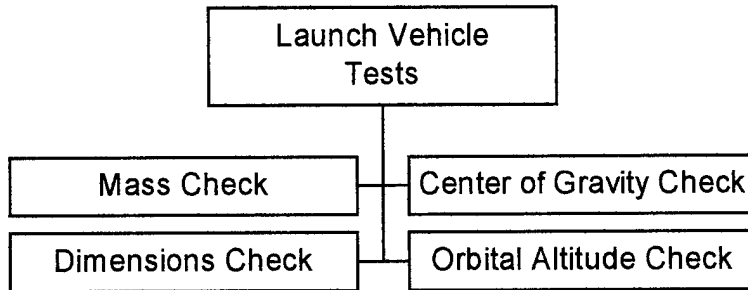 Launch Vehicle
Tests
Mass Check
Center of Gravity Check
Dimensions Check
Orbital Altitude Check